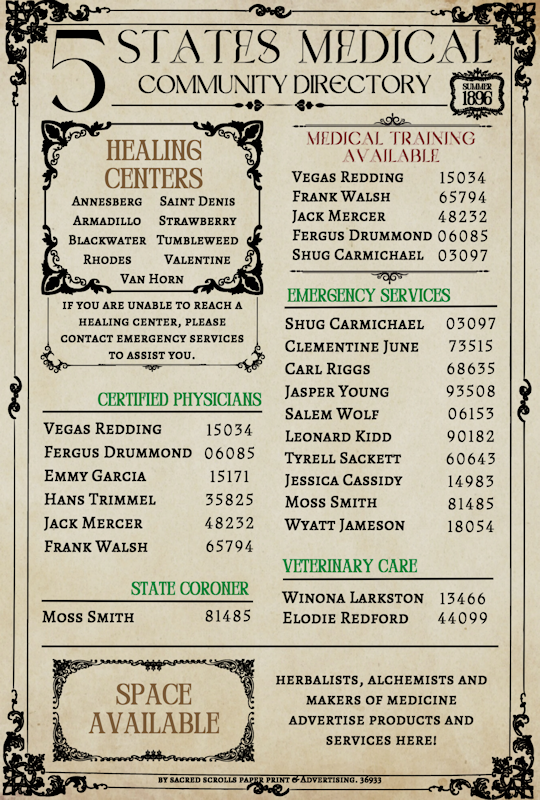 5 STATES MEDICAL
COMMUNITY DIRECTORY
SUMMER
1896
HEALING
CENTERS
ANNESBERG SAINT DENIS
ARMADILLO STRAWBERRY
BLACKWATER TUMBLEWEED
RHODES VALENTINE
VAN HORN
IF YOU ARE UNABLE TO REACH A
HEALING CENTER, PLEASE
CONTACT EMERGENCY SERVICES
TO ASSIST YOU.
CERTIFIED PHYSICIANS
VEGAS REDDING 15034
FERGUS DRUMMOND 06085
EMMY GARCIA 15171
HANS TRIMMEL 35825
JACK MERCER 48232
FRANK WALSH 65794
STATE CORONER
MOSS SMITH 81485
MEDICAL TRAINING
AVAILABLE
VEGAS REDDING 15034
FRANK WALSH 65794
JACK MERCER 48232
FERGUS DRUMMOND 06085
SHUG CARMICHAEL 03097
EMERGENCY SERVICES
SHUG CARMICHAEL 03097
CLEMENTINE JUNE 73515
CARL RIGGS 68635
JASPER YOUNG 93508
SALEM WOLF 06153
LEONARD KIDD 90182
TYRELL SACKETT 60643
JESSICA CASSIDY 14983
MOSS SMITH 81485
WYATT JAMESON 18054
VETERINARY CARE
WINONA LARKSTON 13466
ELODIE REDFORD 44099
SPACE
AVAILABLE
HERBALISTS, ALCHEMISTS AND
MAKERS OF MEDICINE
ADVERTISE PRODUCTS AND
SERVICES HERE!
BY SACRED SCROLLS PAPER PRINT & ADVERTISING. 36933